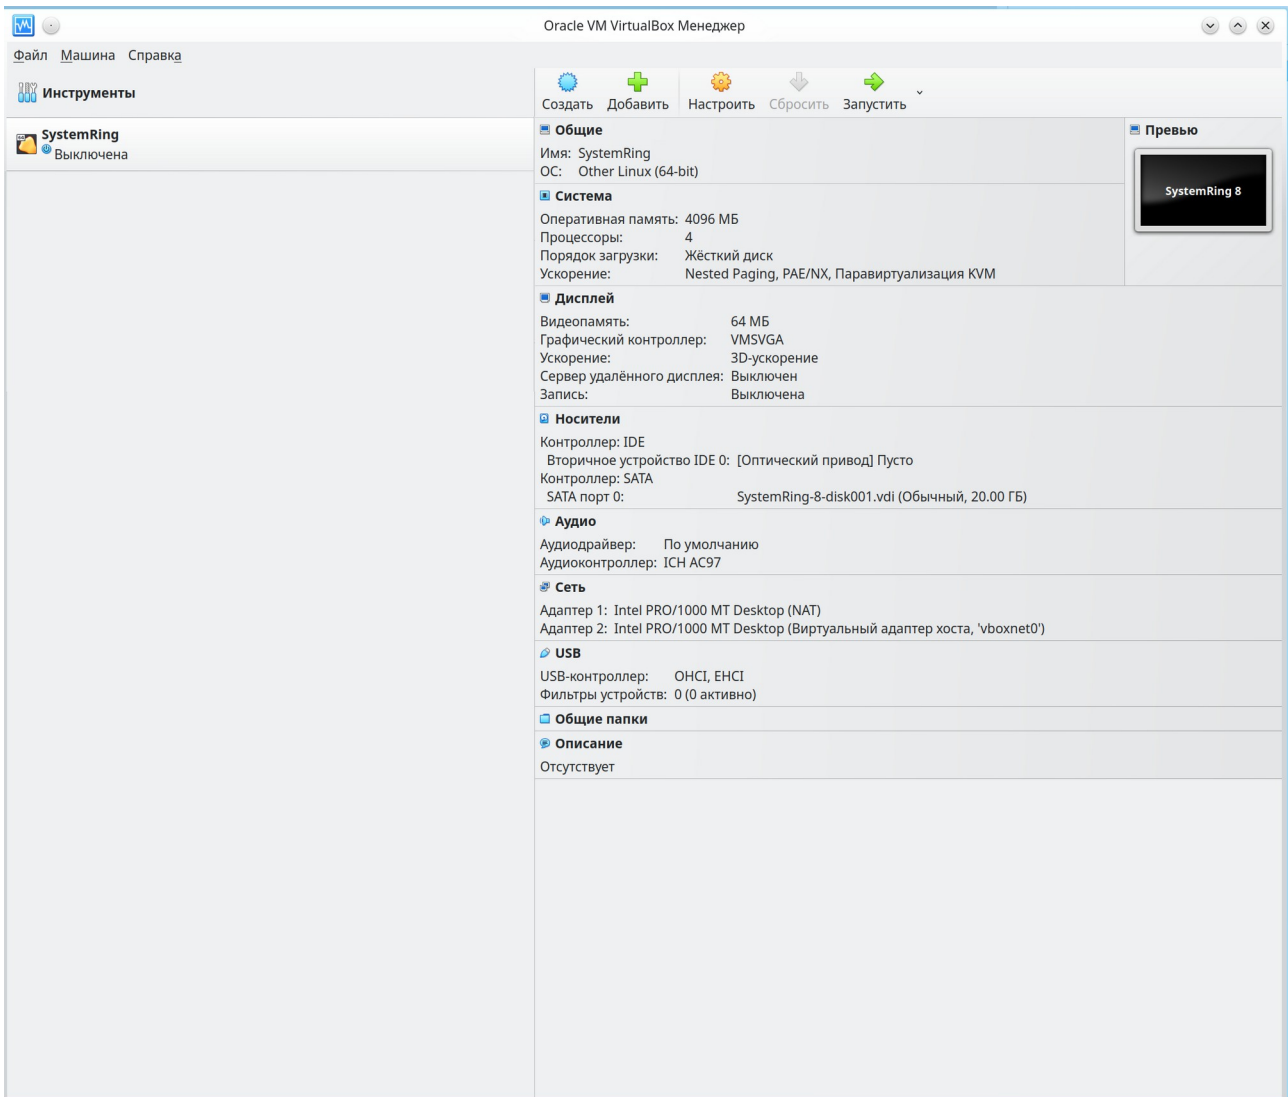 Oracle VM VirtualBox Менеджер
Файл Машина Справка
Инструменты
Создать Добавить Настроить Сбросить Запустить
SystemRing
Выключена
Общие
Имя: SystemRing
ОС: Other Linux (64-bit)
Превью
SystemRing 8
Система
Оперативная память: 4096 МБ
Процессоры: 4
Порядок загрузки: Жёсткий диск
Ускорение: Nested Paging, PAE/NX, Паравиртуализация KVM
Дисплей
Видеопамять: 64 МБ
Графический контроллер: VMSVGA
Ускорение: 3D-ускорение
Сервер удалённого дисплея: Выключен
Запись: Выключена
Носители
Контроллер: IDE
Вторичное устройство IDE 0: [Оптический привод] Пусто
Контроллер: SATA
SATA порт 0: SystemRing-8-disk001.vdi (Обычный, 20.00 ГБ)
Аудио
Аудиодрайвер: По умолчанию
Аудиоконтроллер: ICH AC97
Сеть
Адаптер 1: Intel PRO/1000 MT Desktop (NAT)
Адаптер 2: Intel PRO/1000 MT Desktop (Виртуальный адаптер хоста, 'vboxnet0')
USB
USB-контроллер: OHCI, EHCI
Фильтры устройств: 0 (0 активно)
Общие папки
Описание
Отсутствует